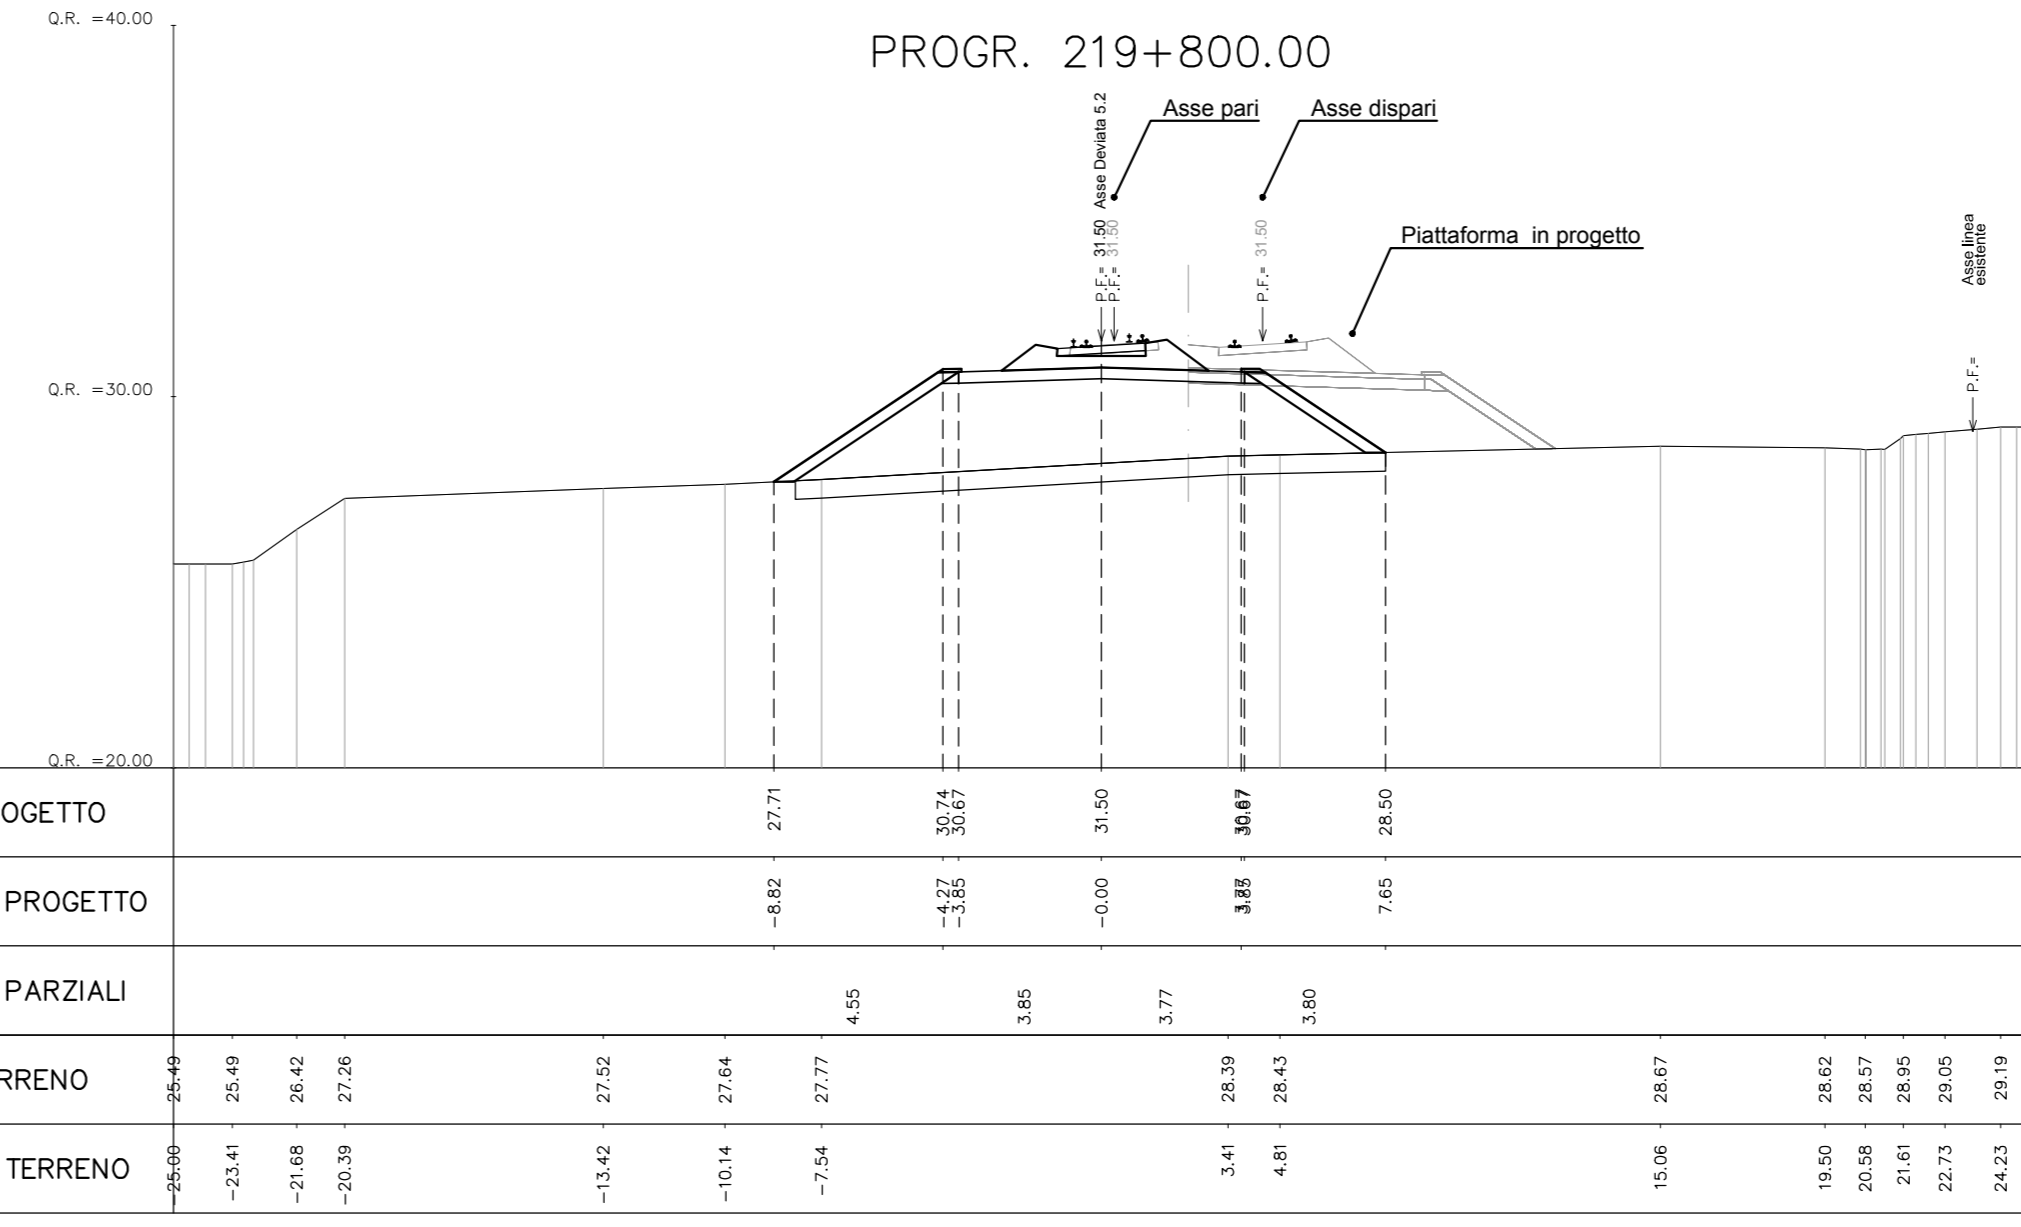 Q.R. =40.00
PROGR. 219+800.00
Asse pari
Asse dispari
P.F.= 31.50 Asse Deviata 5.2
P.F.= 31.50
P.F.= 31.50
Piattaforma in progetto
Asse linea
esistente
P.F.=
Q.R. =30.00
Q.R. =20.00
OGETTO 27.71 30.74 30.67 31.50 30.67 28.50
PROGETTO -8.82 -4.27 -3.85 -0.00 3.77 3.85 7.65
PARZIALI 4.55 3.85 3.77 3.80
RRENO 25.49 25.49 26.42 27.26 27.52 27.64 27.77 28.39 28.43 28.67 28.62 28.57 28.95 29.05 29.19
TERRENO -25.00 -23.41 -21.68 -20.39 -13.42 -10.14 -7.54 3.41 4.81 15.06 19.50 20.58 21.61 22.73 24.23